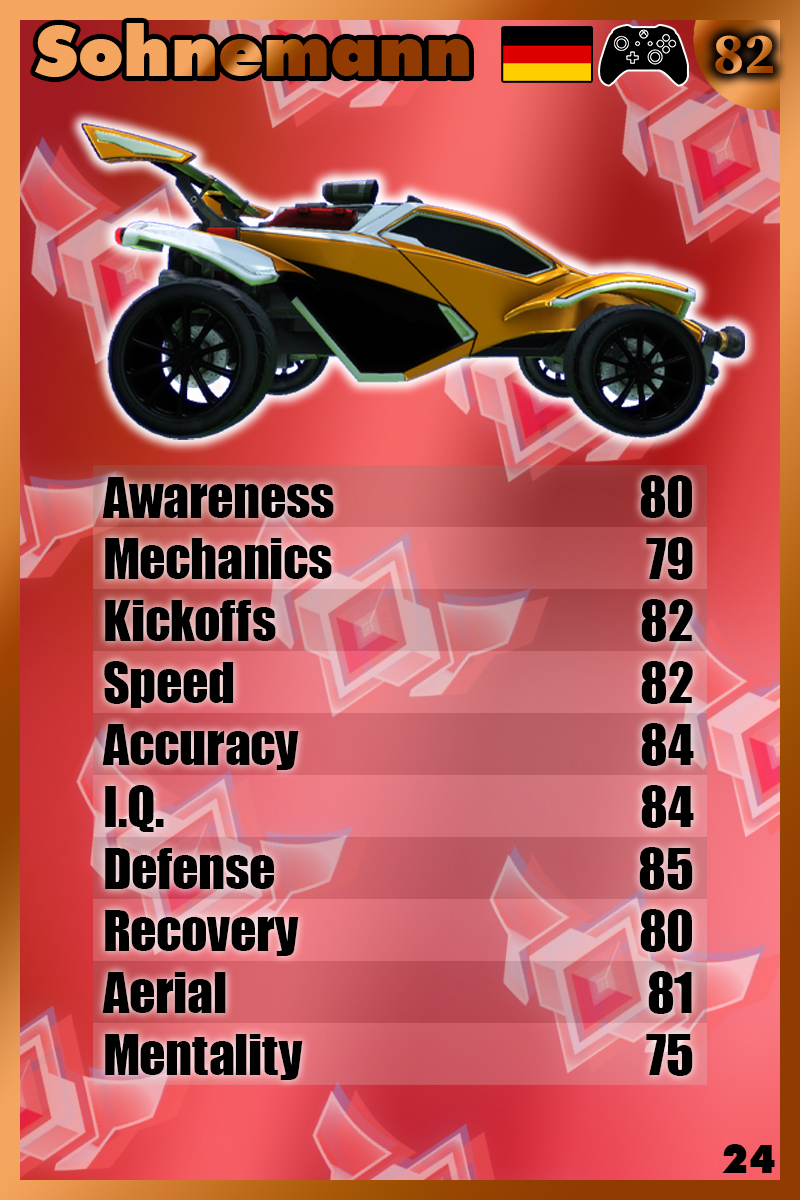 Sohnemann 82
Awareness 80
Mechanics 79
Kickoffs 82
Speed 82
Accuracy 84
I.Q. 84
Defense 85
Recovery 80
Aerial 81
Mentality 75
24